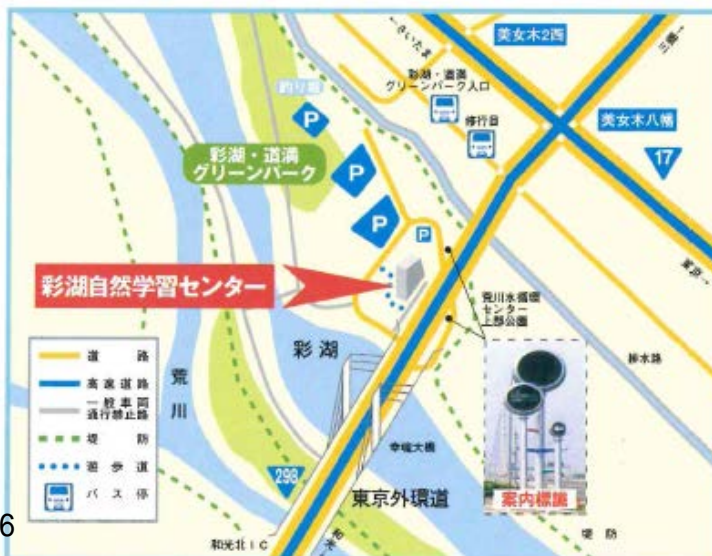 ←さいたま
美女木2西
彩湖・道満
グリーンパーク入口
修行目
美女木八幡
17
釣り堀
P
彩湖・道満
グリーンパーク
P
P
P
東京→
彩湖自然学習センター
荒川水循環
センター
上部公園
排水路
彩湖
荒川
道路
高速道路
一般車両
通行禁止路
堤防
遊歩道
バス停
幸魂大橋
298
東京外環道
案内標識
堤防
和光北IC
6